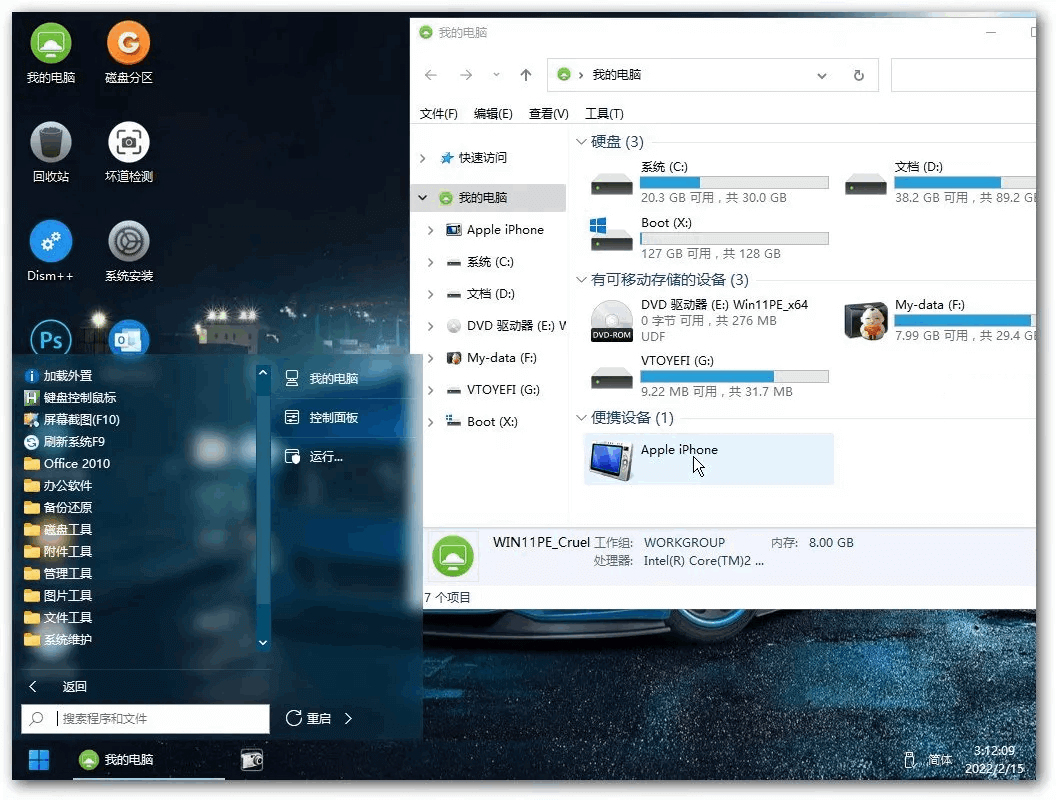 我的电脑
磁盘分区
回收站
坏道检测
Dism++
系统安装
Ps
加载外置
键盘控制鼠标
屏幕截图(F10)
刷新系统F9
Office 2010
办公软件
备份还原
磁盘工具
附件工具
管理工具
图片工具
文件工具
系统维护
返回
搜索程序和文件
我的电脑
控制面板
运行...
重启
我的电脑
我的电脑
文件(F)
编辑(E)
查看(V)
工具(T)
快速访问
我的电脑
Apple iPhone
系统 (C:)
文档 (D:)
DVD 驱动器 (E:) W
My-data (F:)
VTOYEFI (G:)
Boot (X:)
硬盘 (3)
系统 (C:)
20.3 GB 可用，共 30.0 GB
文档 (D:)
38.2 GB 可用，共 89.2 G
Boot (X:)
127 GB 可用，共 128 GB
有可移动存储的设备 (3)
DVD 驱动器 (E:) Win11PE_x64
0 字节 可用，共 276 MB
UDF
DVD-ROM
My-data (F:)
7.99 GB 可用，共 29.4 G
VTOYEFI (G:)
9.22 MB 可用，共 31.7 MB
便携设备 (1)
Apple iPhone
WIN11PE_Cruel 工作组: WORKGROUP 内存: 8.00 GB
处理器: Intel(R) Core(TM)2 ...
7 个项目
我的电脑
简体
3:12:09
2022/2/15